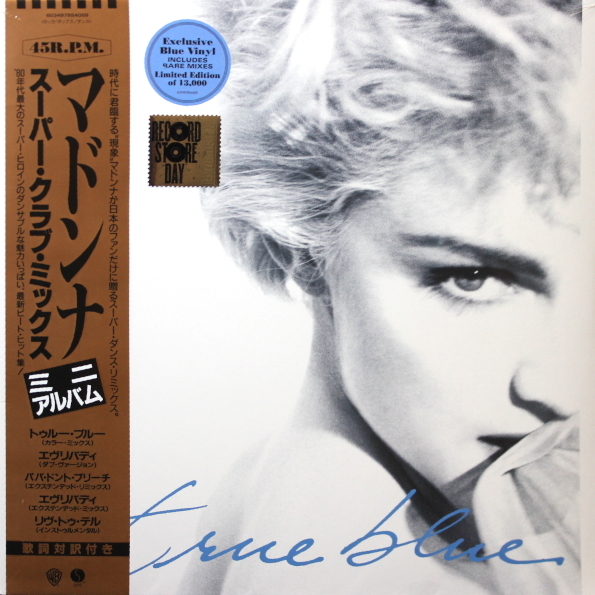 45R.P.M.
時代に君臨する“現象”マドンナが日本のファンだけに贈るスーパー・ダンス・リミックス。
マドンナ
スーパー・クラブ・ミックス
'80年代最大のスーパー・ヒロインのダンサブルな魅力いっぱい、最新ビート・ヒット集!
ミニ
アルバム
トゥルー・ブルー
(カラー・ミックス)
エヴリバディ
(ダブ・ヴァージョン)
パパ・ドント・プリーチ
(エクステンデッド・リミックス)
エヴリバディ
(エクステンデッド・ミックス)
リヴ・トゥ・テル
(インストゥルメンタル)
歌詞対訳付き
Exclusive
Blue Vinyl
INCLUDES
RARE MIXES
Limited Edition
of 13,000
RECORD
STORE
DAY
true blue